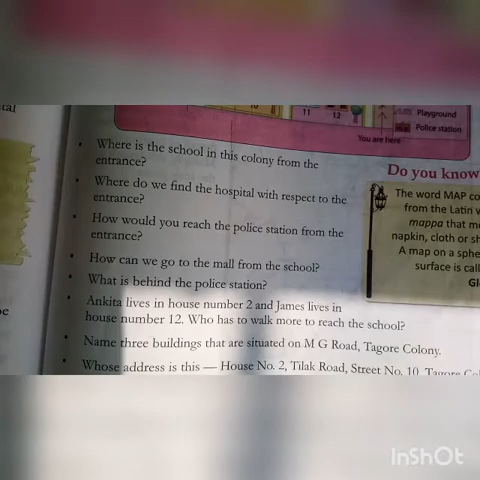 tal
10
11
12
Playground
Police station
You are here
Where is the school in this colony from the
entrance?
Where do we find the hospital with respect to the
entrance?
How would you reach the police station from the
entrance?
How can we go to the mall from the school?
What is behind the police station?
Ankita lives in house number 2 and James lives in
house number 12. Who has to walk more to reach the school?
Name three buildings that are situated on M G Road, Tagore Colony.
Whose address is this — House No. 2, Tilak Road, Street No. 10, Tagore Co
Do you know
The word MAP co
from the Latin w
mappa that me
napkin, cloth or sh
A map on a sphe
surface is call
Gl
InShOt